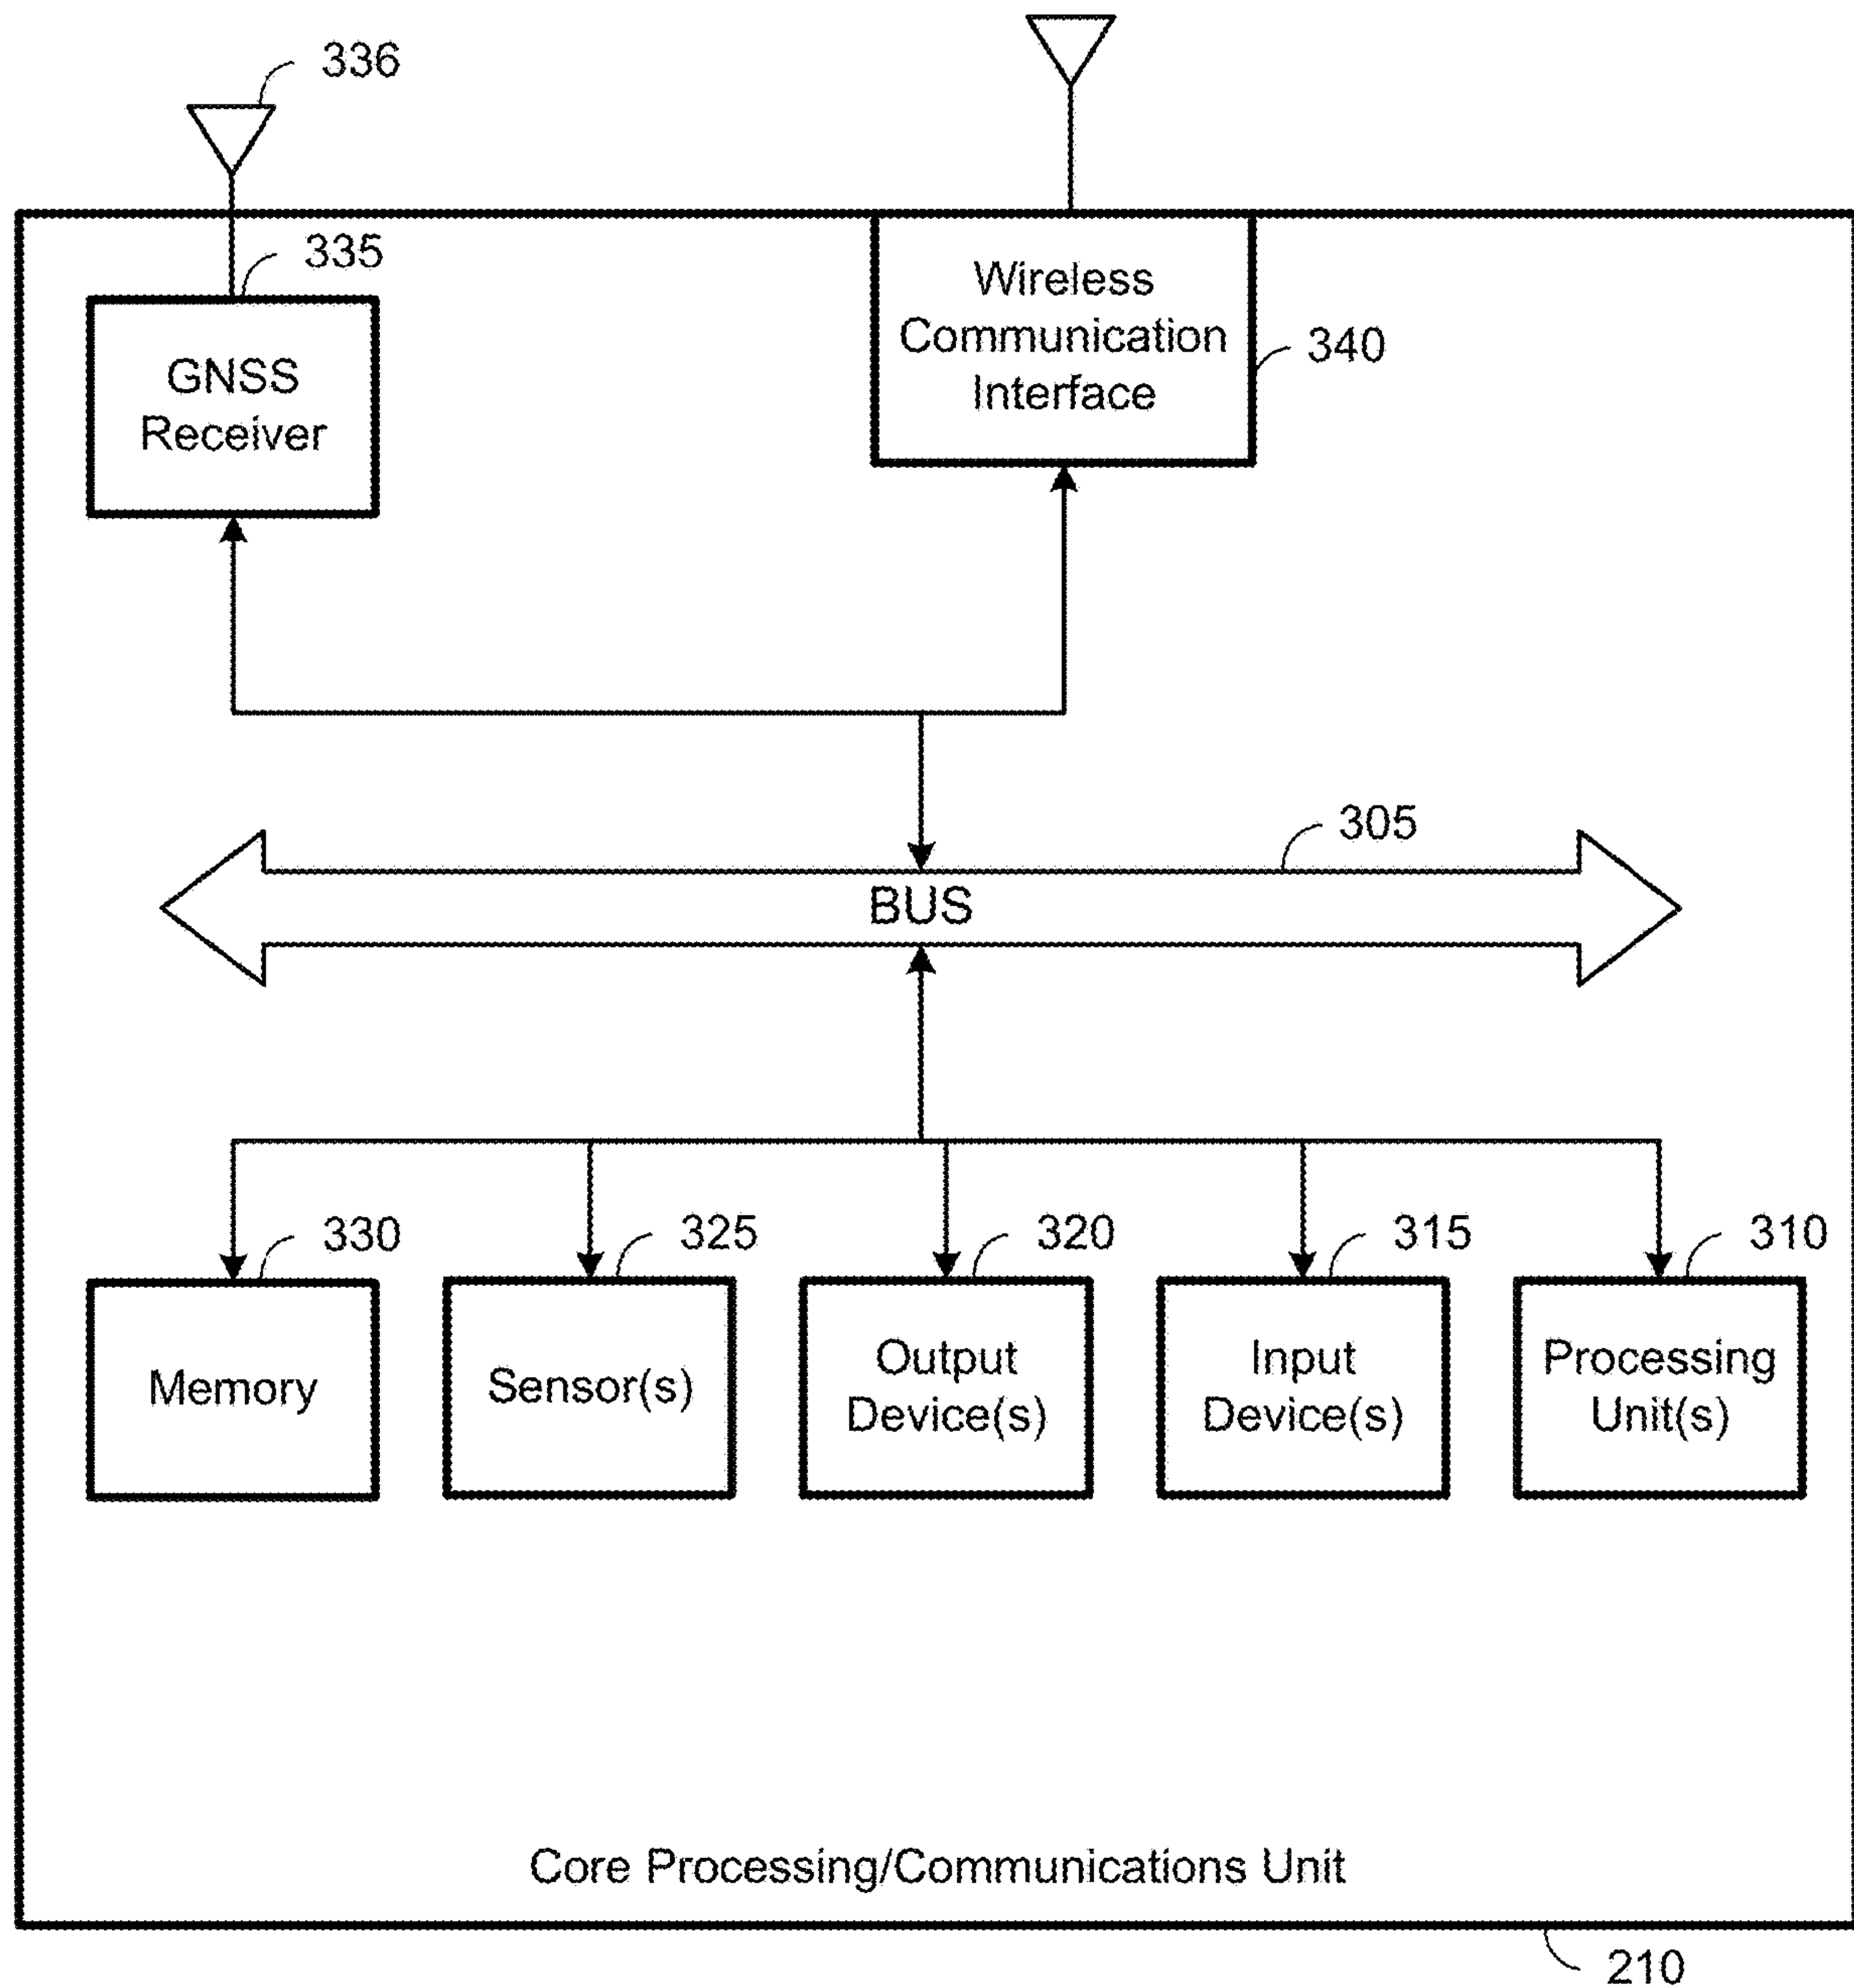 336
335
GNSS
Receiver
Wireless
Communication
Interface
340
305
BUS
330
325
320
315
310
Memory
Sensor(s)
Output
Device(s)
Input
Device(s)
Processing
Unit(s)
Core Processing/Communications Unit
210